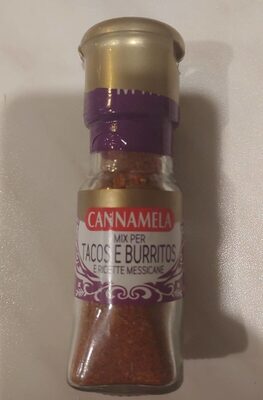 CANNAMELA
MIX PER
TACOS E BURRITOS
E RICETTE MESSICANE